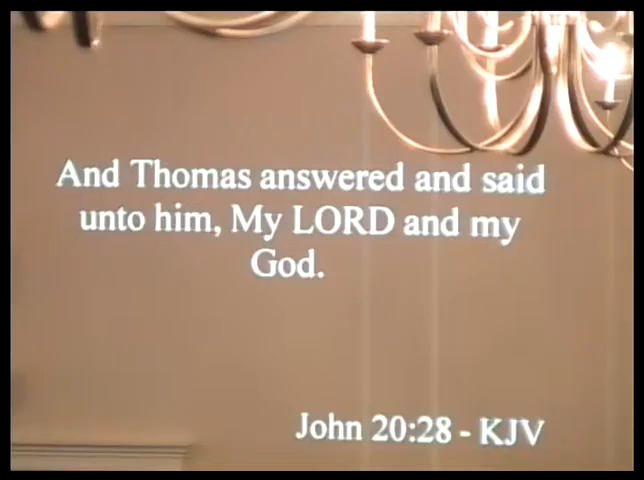 And Thomas answered and said
unto him, My LORD and my
God.
John 20:28 - KJV